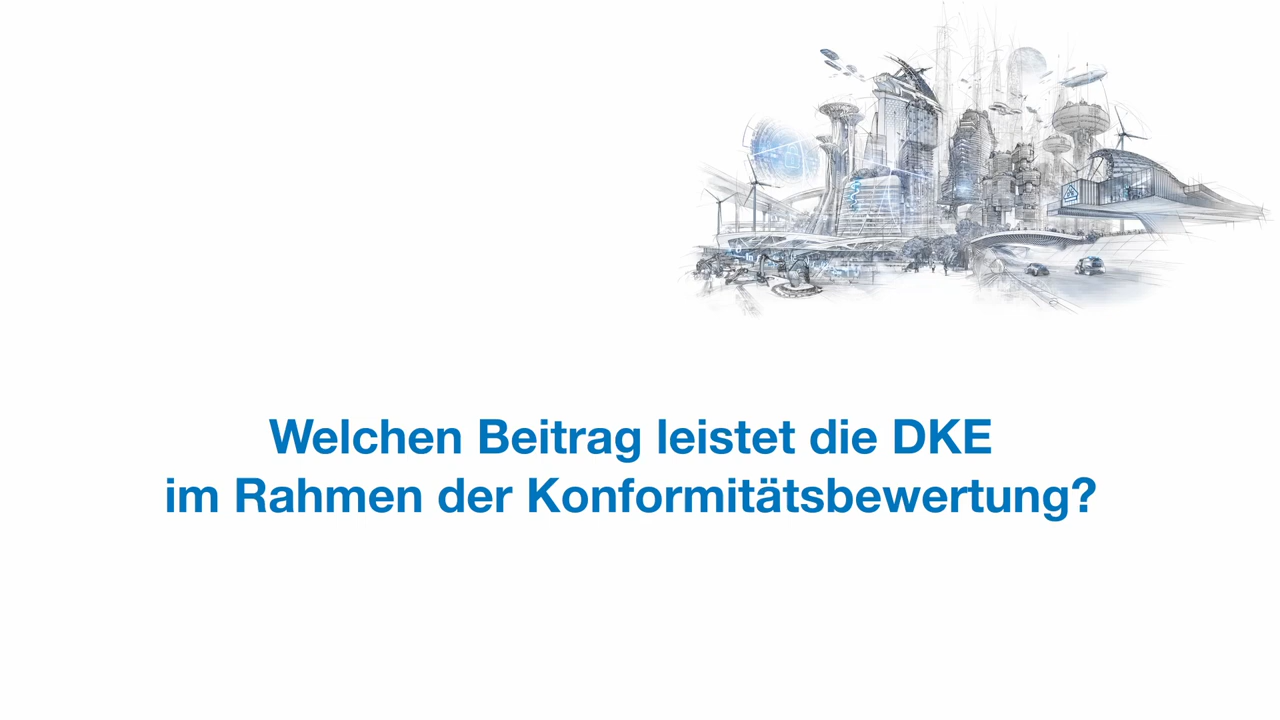 Welchen Beitrag leistet die DKE
im Rahmen der Konformitätsbewertung?